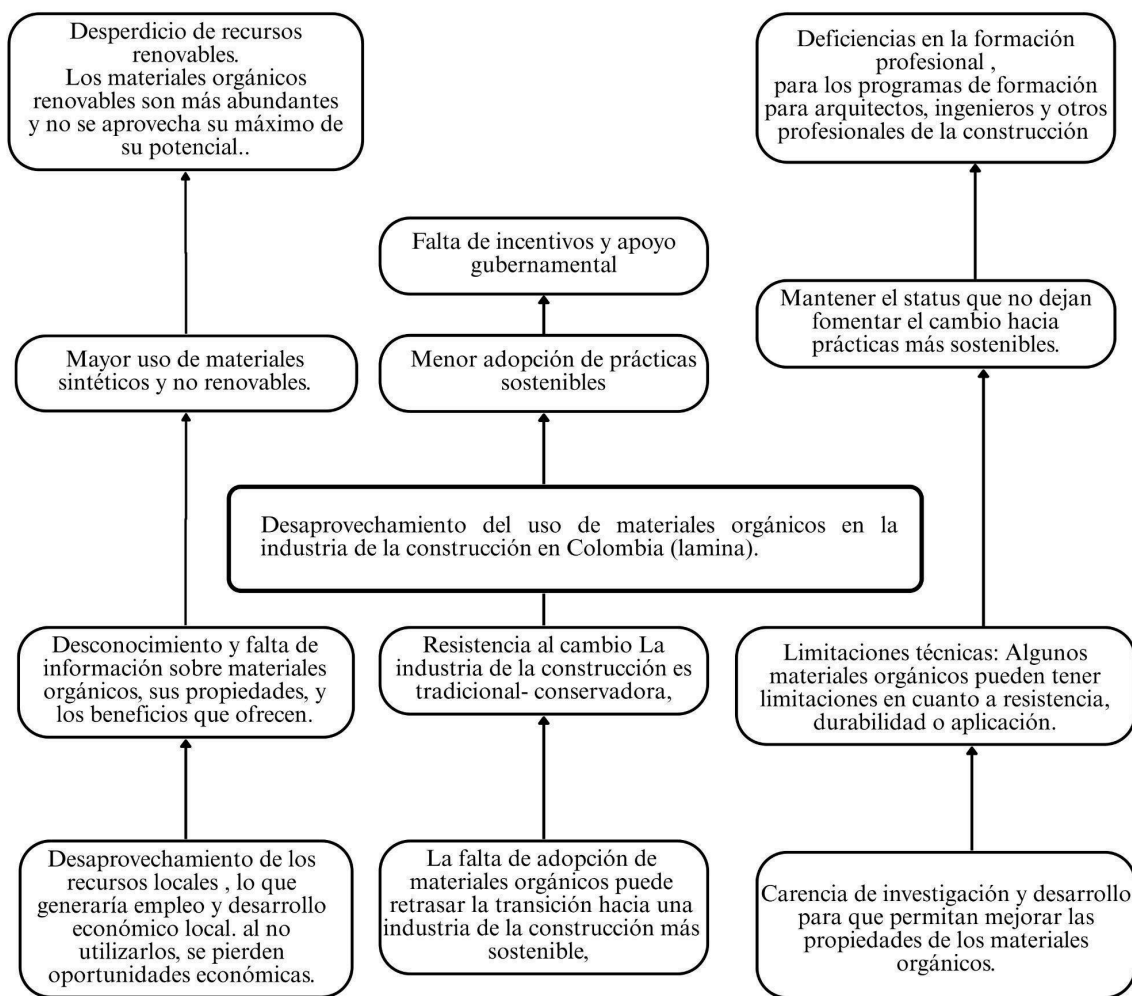 Desperdicio de recursos
renovables.
Los materiales orgánicos
renovables son más abundantes
y no se aprovecha su máximo de
su potencial..
Deficiencias en la formación
profesional ,
para los programas de formación
para arquitectos, ingenieros y otros
profesionales de la construcción
Falta de incentivos y apoyo
gubernamental
Mayor uso de materiales
sintéticos y no renovables.
Menor adopción de prácticas
sostenibles
Mantener el status que no dejan
fomentar el cambio hacia
prácticas más sostenibles.
Desaprovechamiento del uso de materiales orgánicos en la
industria de la construcción en Colombia (lamina).
Desconocimiento y falta de
información sobre materiales
orgánicos, sus propiedades, y
los beneficios que ofrecen.
Resistencia al cambio La
industria de la construcción es
tradicional- conservadora,
Limitaciones técnicas: Algunos
materiales orgánicos pueden tener
limitaciones en cuanto a resistencia,
durabilidad o aplicación.
Desaprovechamiento de los
recursos locales , lo que
generaría empleo y desarrollo
económico local. al no
utilizarlos, se pierden
oportunidades económicas.
La falta de adopción de
materiales orgánicos puede
retrasar la transición hacia una
industria de la construcción más
sostenible,
Carencia de investigación y desarrollo
para que permitan mejorar las
propiedades de los materiales
orgánicos.